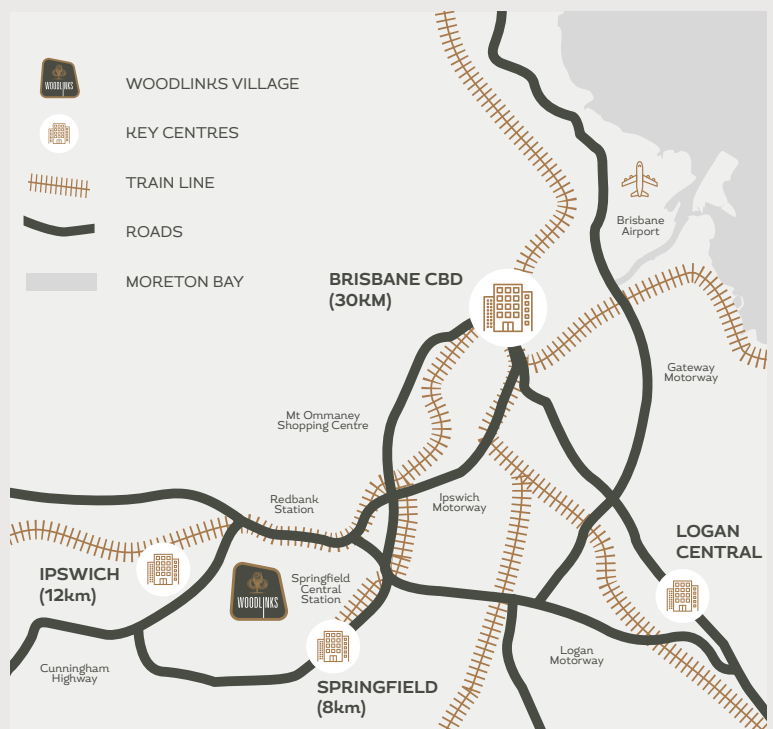 WOODLINKS
WOODLINKS VILLAGE
KEY CENTRES
TRAIN LINE
ROADS
MORETON BAY
Brisbane
Airport
BRISBANE CBD
(30KM)
Gateway
Motorway
Mt Ommaney
Shopping Centre
Redbank
Station
Ipswich
Motorway
LOGAN
CENTRAL
IPSWICH
(12km)
Springfield
Central
Station
WOODLINKS
Cunningham
Highway
Logan
Motorway
SPRINGFIELD
(8km)